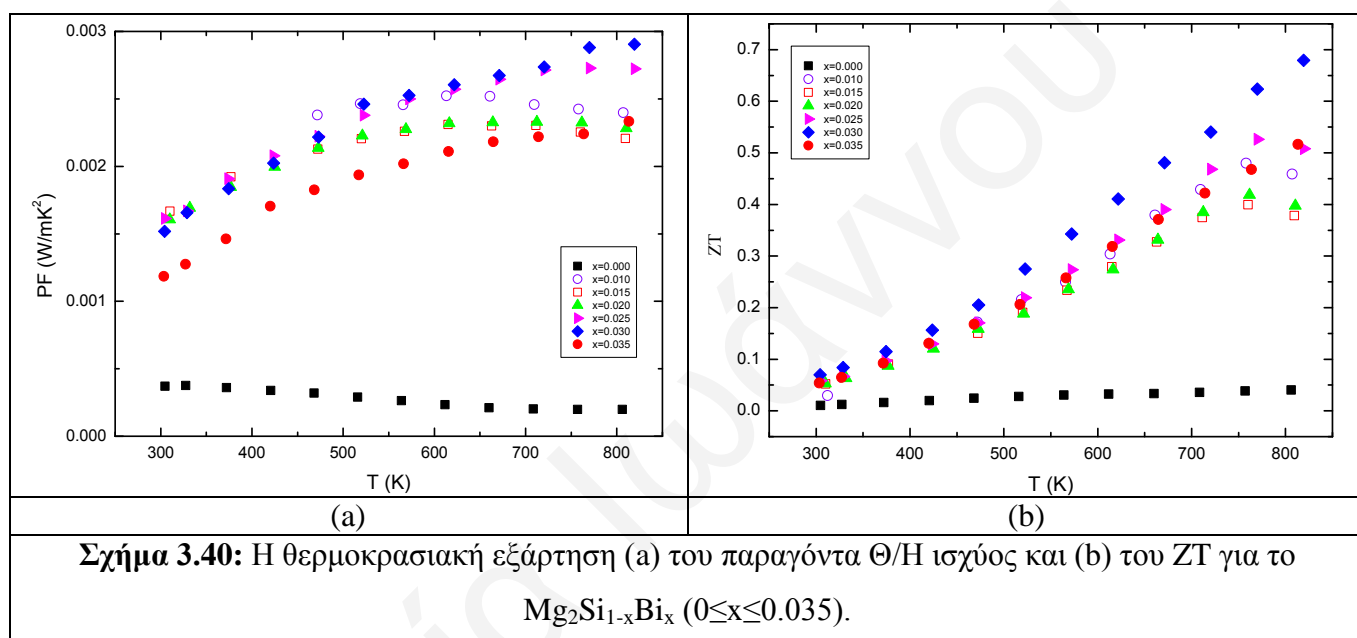 0.003
0.002
0.001
0.000
PF (W/mK²)
x=0.000
x=0.010
x=0.015
x=0.020
x=0.025
x=0.030
x=0.035
300 400 500 600 700 800
T (K)
(a)
0.7
0.6
0.5
0.4
0.3
0.2
0.1
0.0
ZT
x=0.000
x=0.010
x=0.015
x=0.020
x=0.025
x=0.030
x=0.035
300 400 500 600 700 800
T (K)
(b)
Σχήμα 3.40: Η θερμοκρασιακή εξάρτηση (a) του παραγόντα Θ/Η ισχύος και (b) του ZT για το
Mg₂Si₁₋ₓBiₓ (0≤x≤0.035).
Ιωάννου